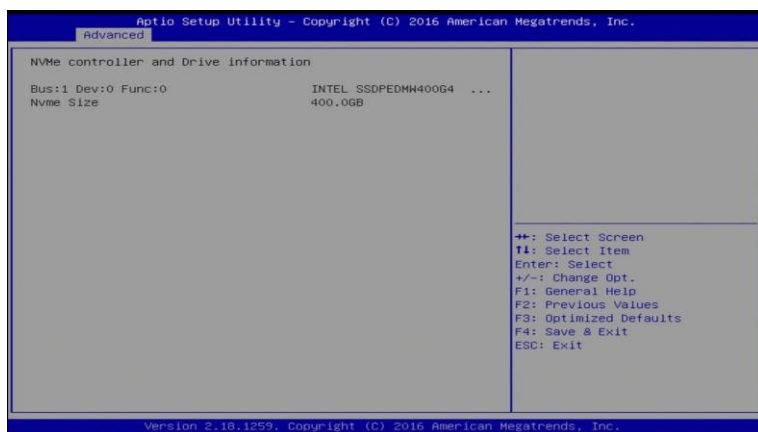 Aptio Setup Utility – Copyright (C) 2016 American Megatrends, Inc.
Advanced
NVMe controller and Drive information
Bus:1 Dev:0 Func:0 INTEL SSDPEDMW400G4 ...
Nvme Size 400.0GB
→←: Select Screen
↑↓: Select Item
Enter: Select
+/-: Change Opt.
F1: General Help
F2: Previous Values
F3: Optimized Defaults
F4: Save & Exit
ESC: Exit
Version 2.18.1259. Copyright (C) 2016 American Megatrends, Inc.